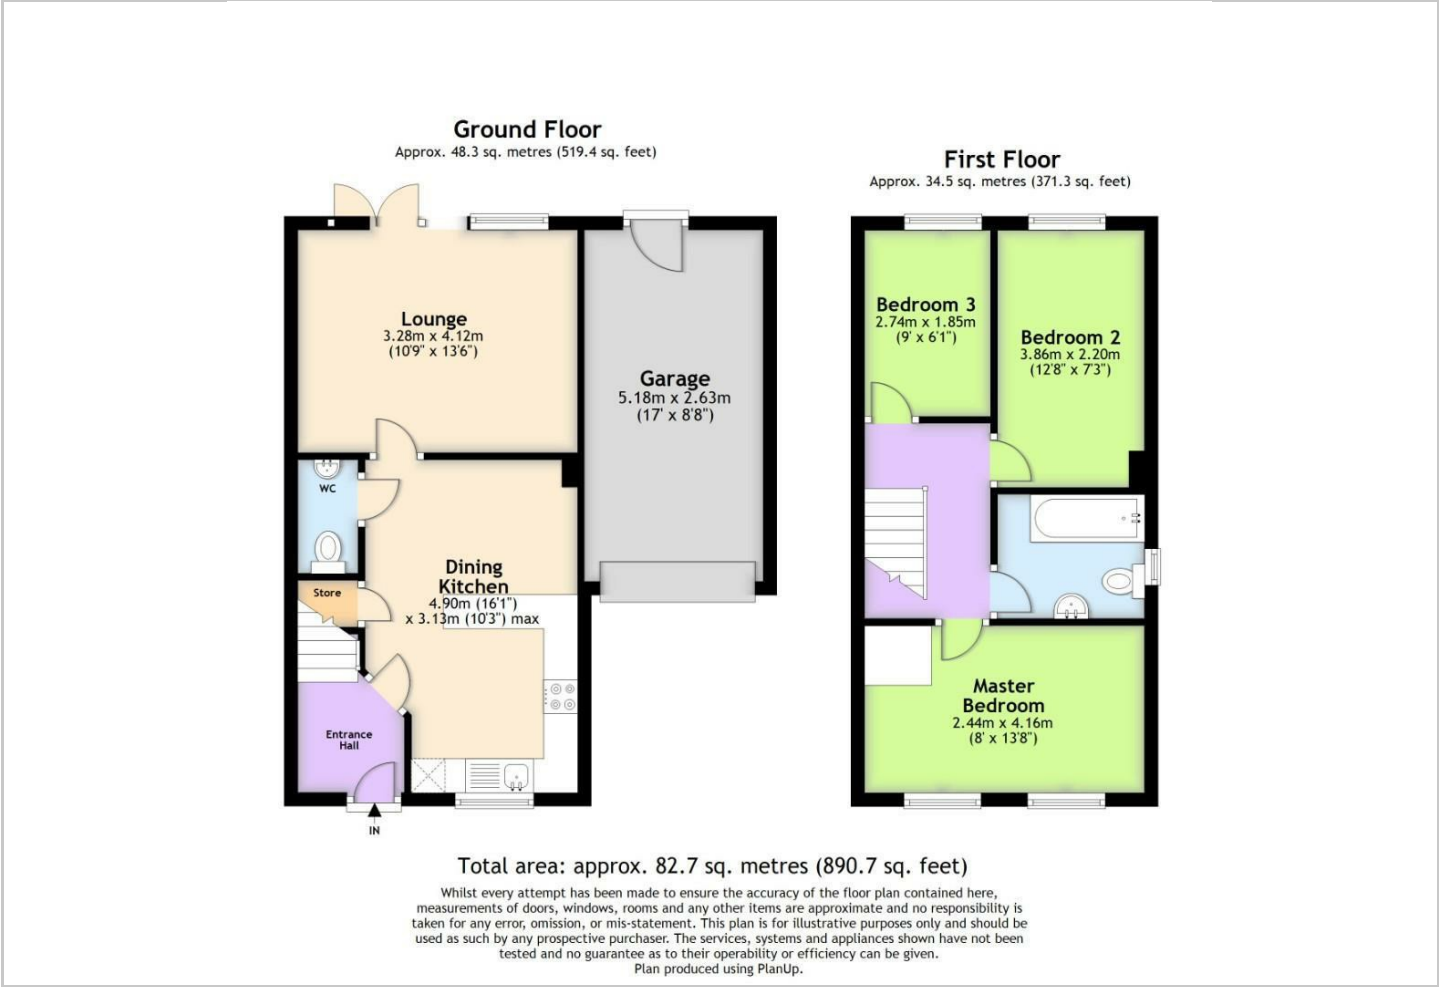 Ground Floor
Approx. 48.3 sq. metres (519.4 sq. feet)
First Floor
Approx. 34.5 sq. metres (371.3 sq. feet)
Lounge
3.28m x 4.12m
(10'9" x 13'6")
Garage
5.18m x 2.63m
(17' x 8'8")
WC
Dining
Kitchen
4.90m (16'1")
x 3.13m (10'3") max
Store
Entrance
Hall
IN
Bedroom 3
2.74m x 1.85m
(9' x 6'1")
Bedroom 2
3.86m x 2.20m
(12'8" x 7'3")
Master
Bedroom
2.44m x 4.16m
(8' x 13'8")
Total area: approx. 82.7 sq. metres (890.7 sq. feet)
Whilst every attempt has been made to ensure the accuracy of the floor plan contained here,
measurements of doors, windows, rooms and any other items are approximate and no responsibility is
taken for any error, omission, or mis-statement. This plan is for illustrative purposes only and should be
used as such by any prospective purchaser. The services, systems and appliances shown have not been
tested and no guarantee as to their operability or efficiency can be given.
Plan produced using PlanUp.